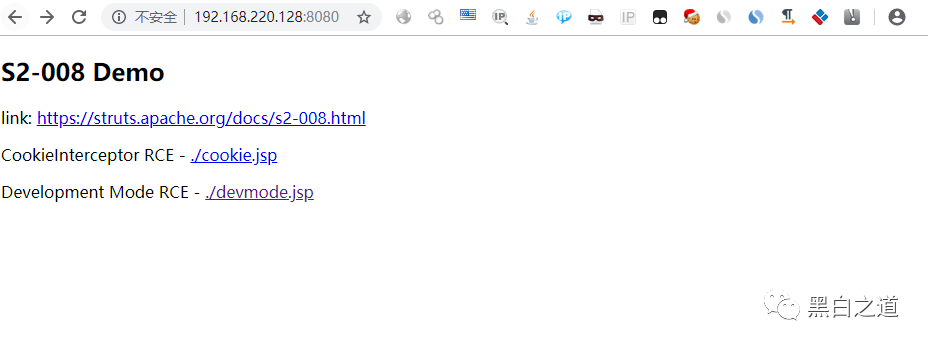 不安全 192.168.220.128:8080
S2-008 Demo
link: https://struts.apache.org/docs/s2-008.html
CookieInterceptor RCE - ./cookie.jsp
Development Mode RCE - ./devmode.jsp
黑白之道